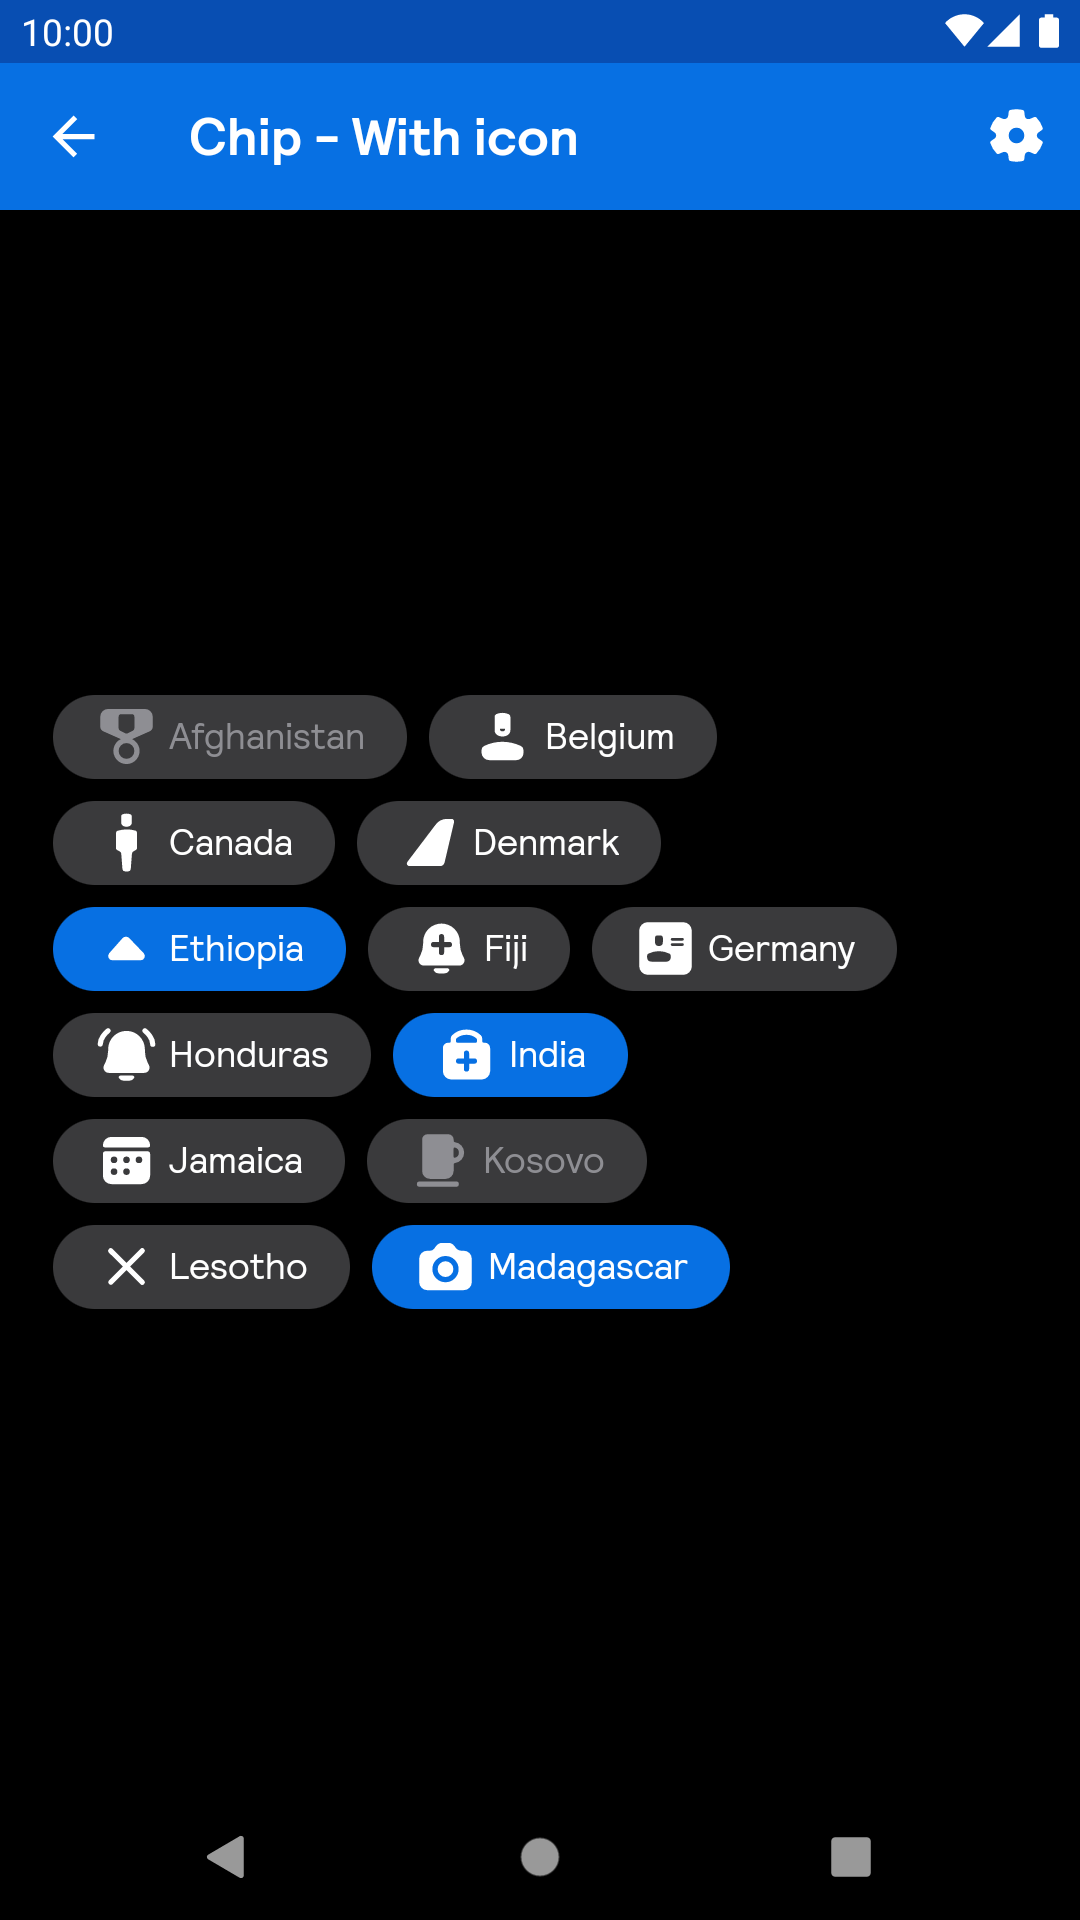 10:00
Chip - With icon
Afghanistan Belgium
Canada Denmark
Ethiopia Fiji Germany
Honduras India
Jamaica Kosovo
Lesotho Madagascar